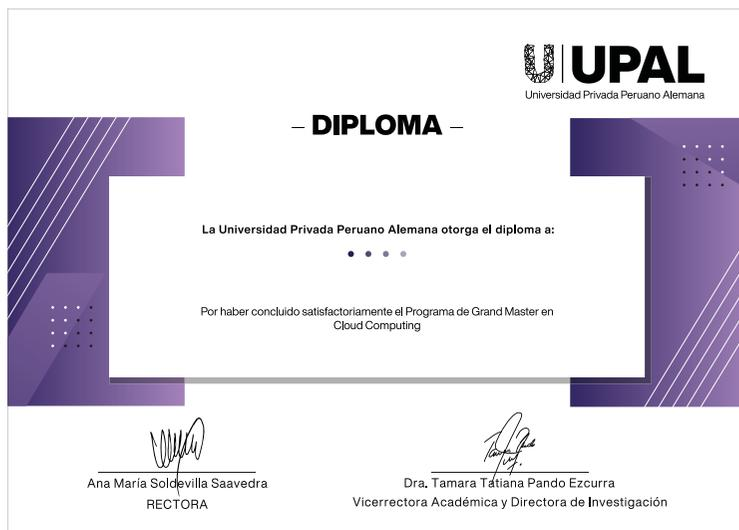 UPAL
Universidad Privada Peruano Alemana
– DIPLOMA –
La Universidad Privada Peruano Alemana otorga el diploma a:
Por haber concluido satisfactoriamente el Programa de Grand Master en
Cloud Computing
Ana María Soldevilla Saavedra
RECTORA
Dra. Tamara Tatiana Pando Ezcurra
Vicerrectora Académica y Directora de Investigación